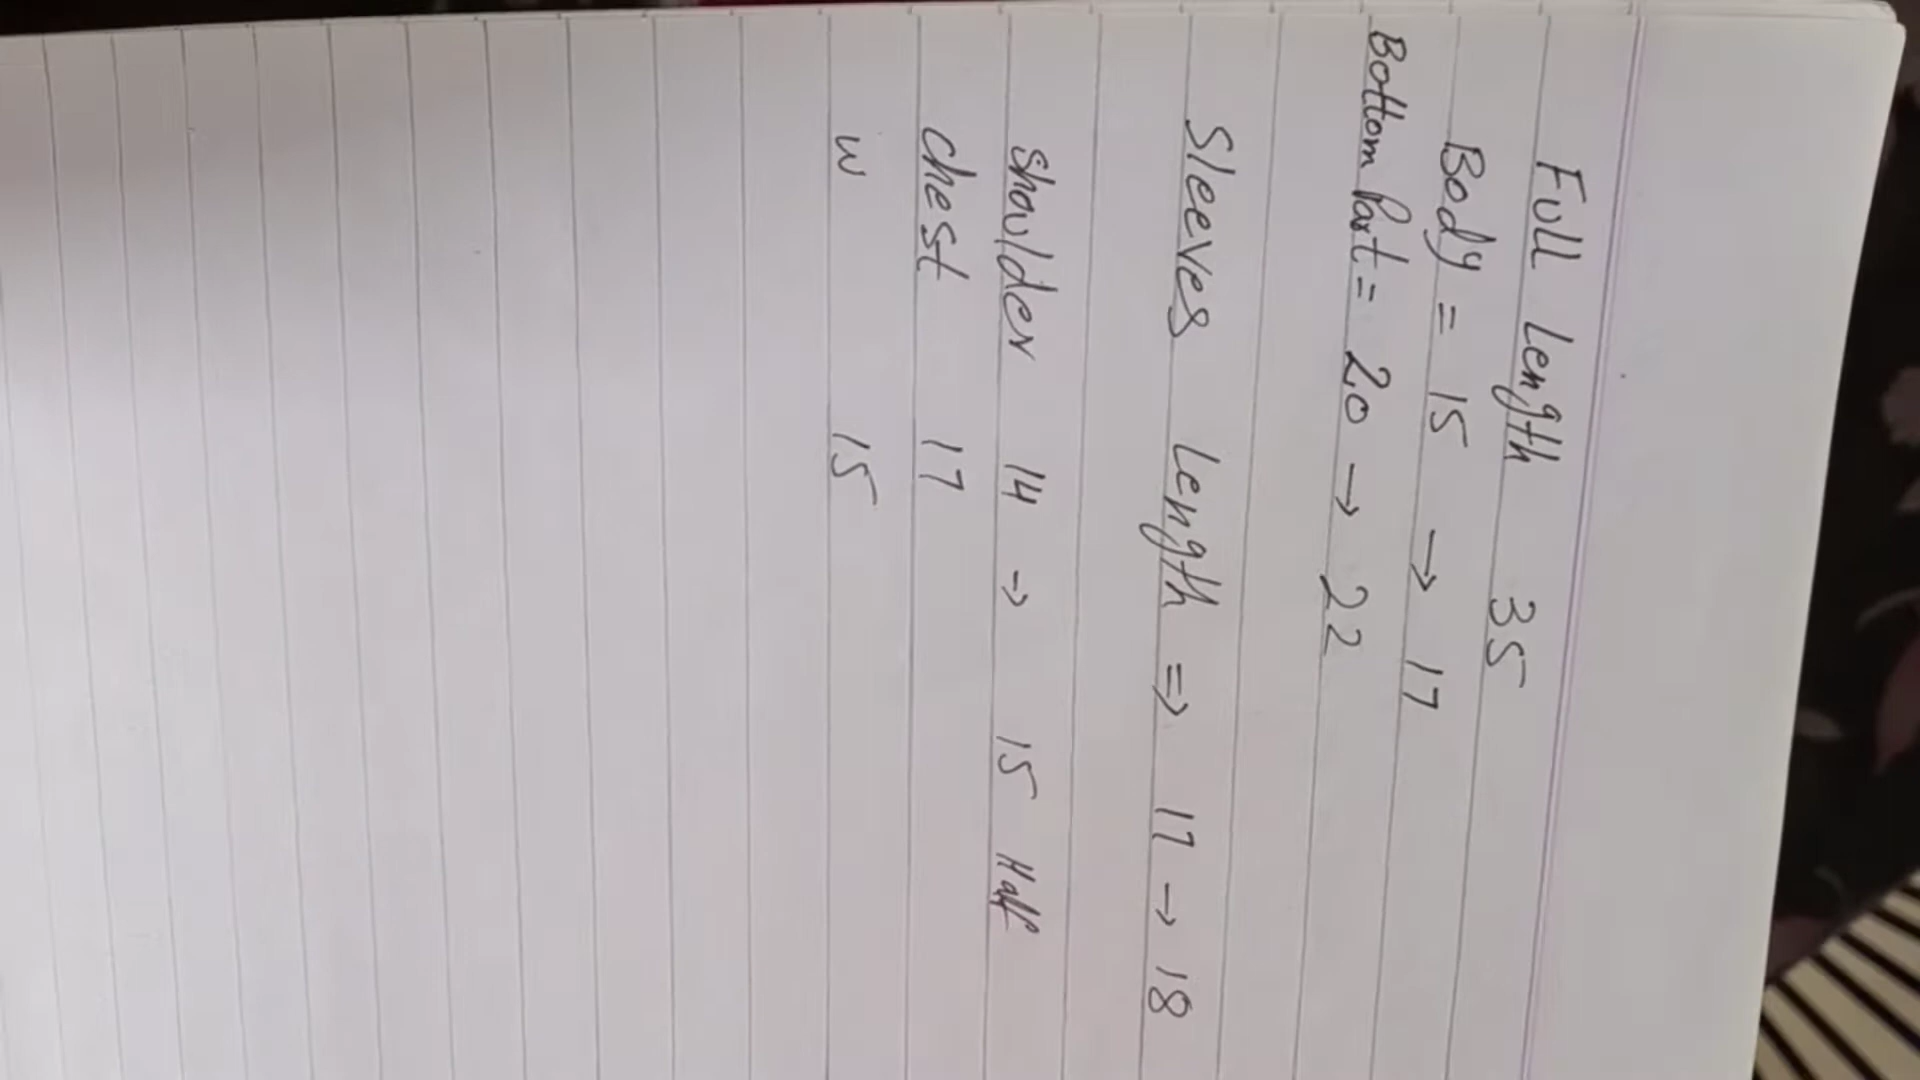 Full Length 35
Body = 15 → 17
Bottom Part = 20 → 22
Sleeves Length ⇒ 17 → 18
Shoulder 14 → 15 Half
Chest 17
W 15